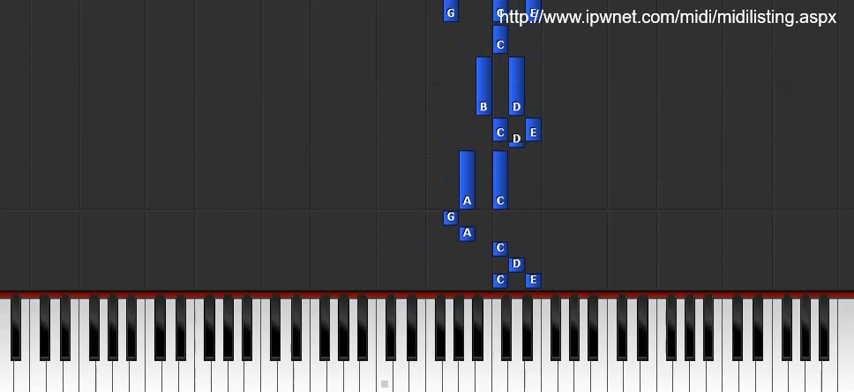 G C E
http://www.ipwnet.com/midi/midilisting.aspx
C
B D
C D E
A C
G
A
C
D
C E